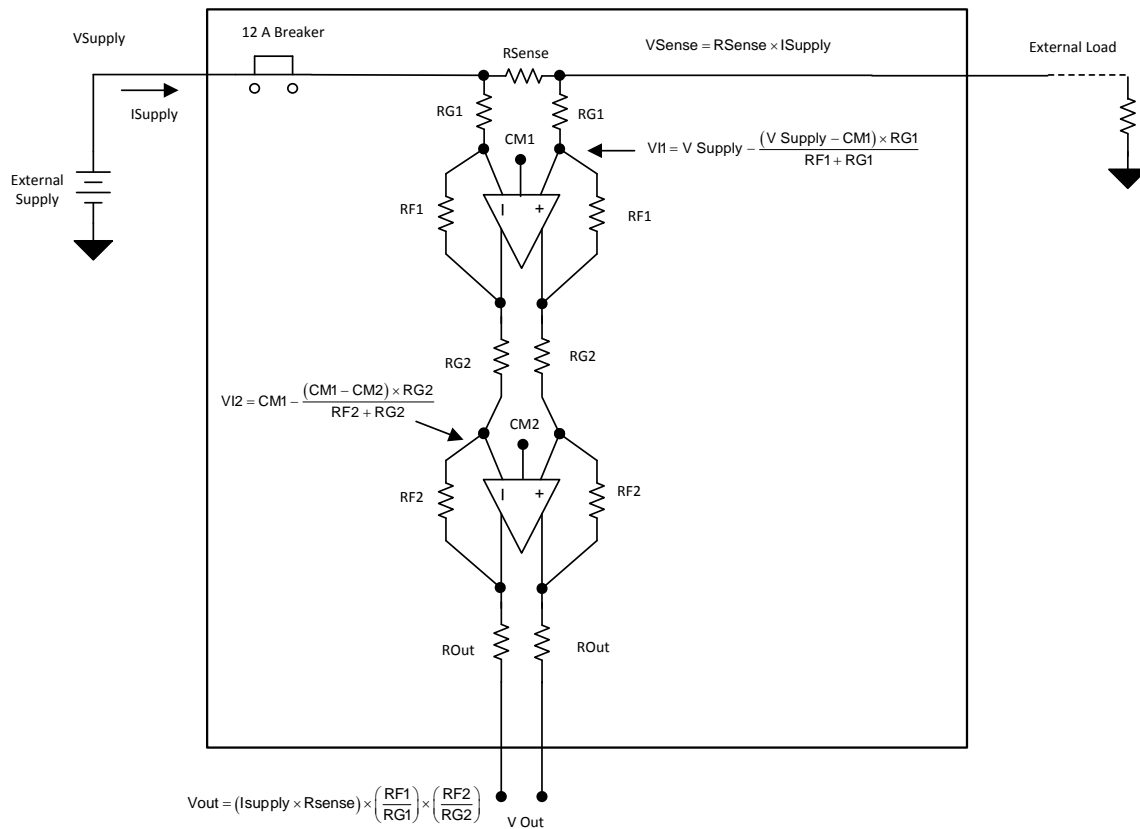 VSupply
12 A Breaker
VSense = RSense × ISupply
External Load
RSense
ISupply
RG1
RG1
CM1
VI1 = V Supply - (V Supply - CM1) × RG1 / RF1 + RG1
External
Supply
RF1
- +
RF1
RG2
RG2
VI2 = CM1 - (CM1 - CM2) × RG2 / RF2 + RG2
CM2
RF2
- +
RF2
ROut
ROut
Vout = (Isupply × Rsense) × (RF1/RG1) × (RF2/RG2)
V Out